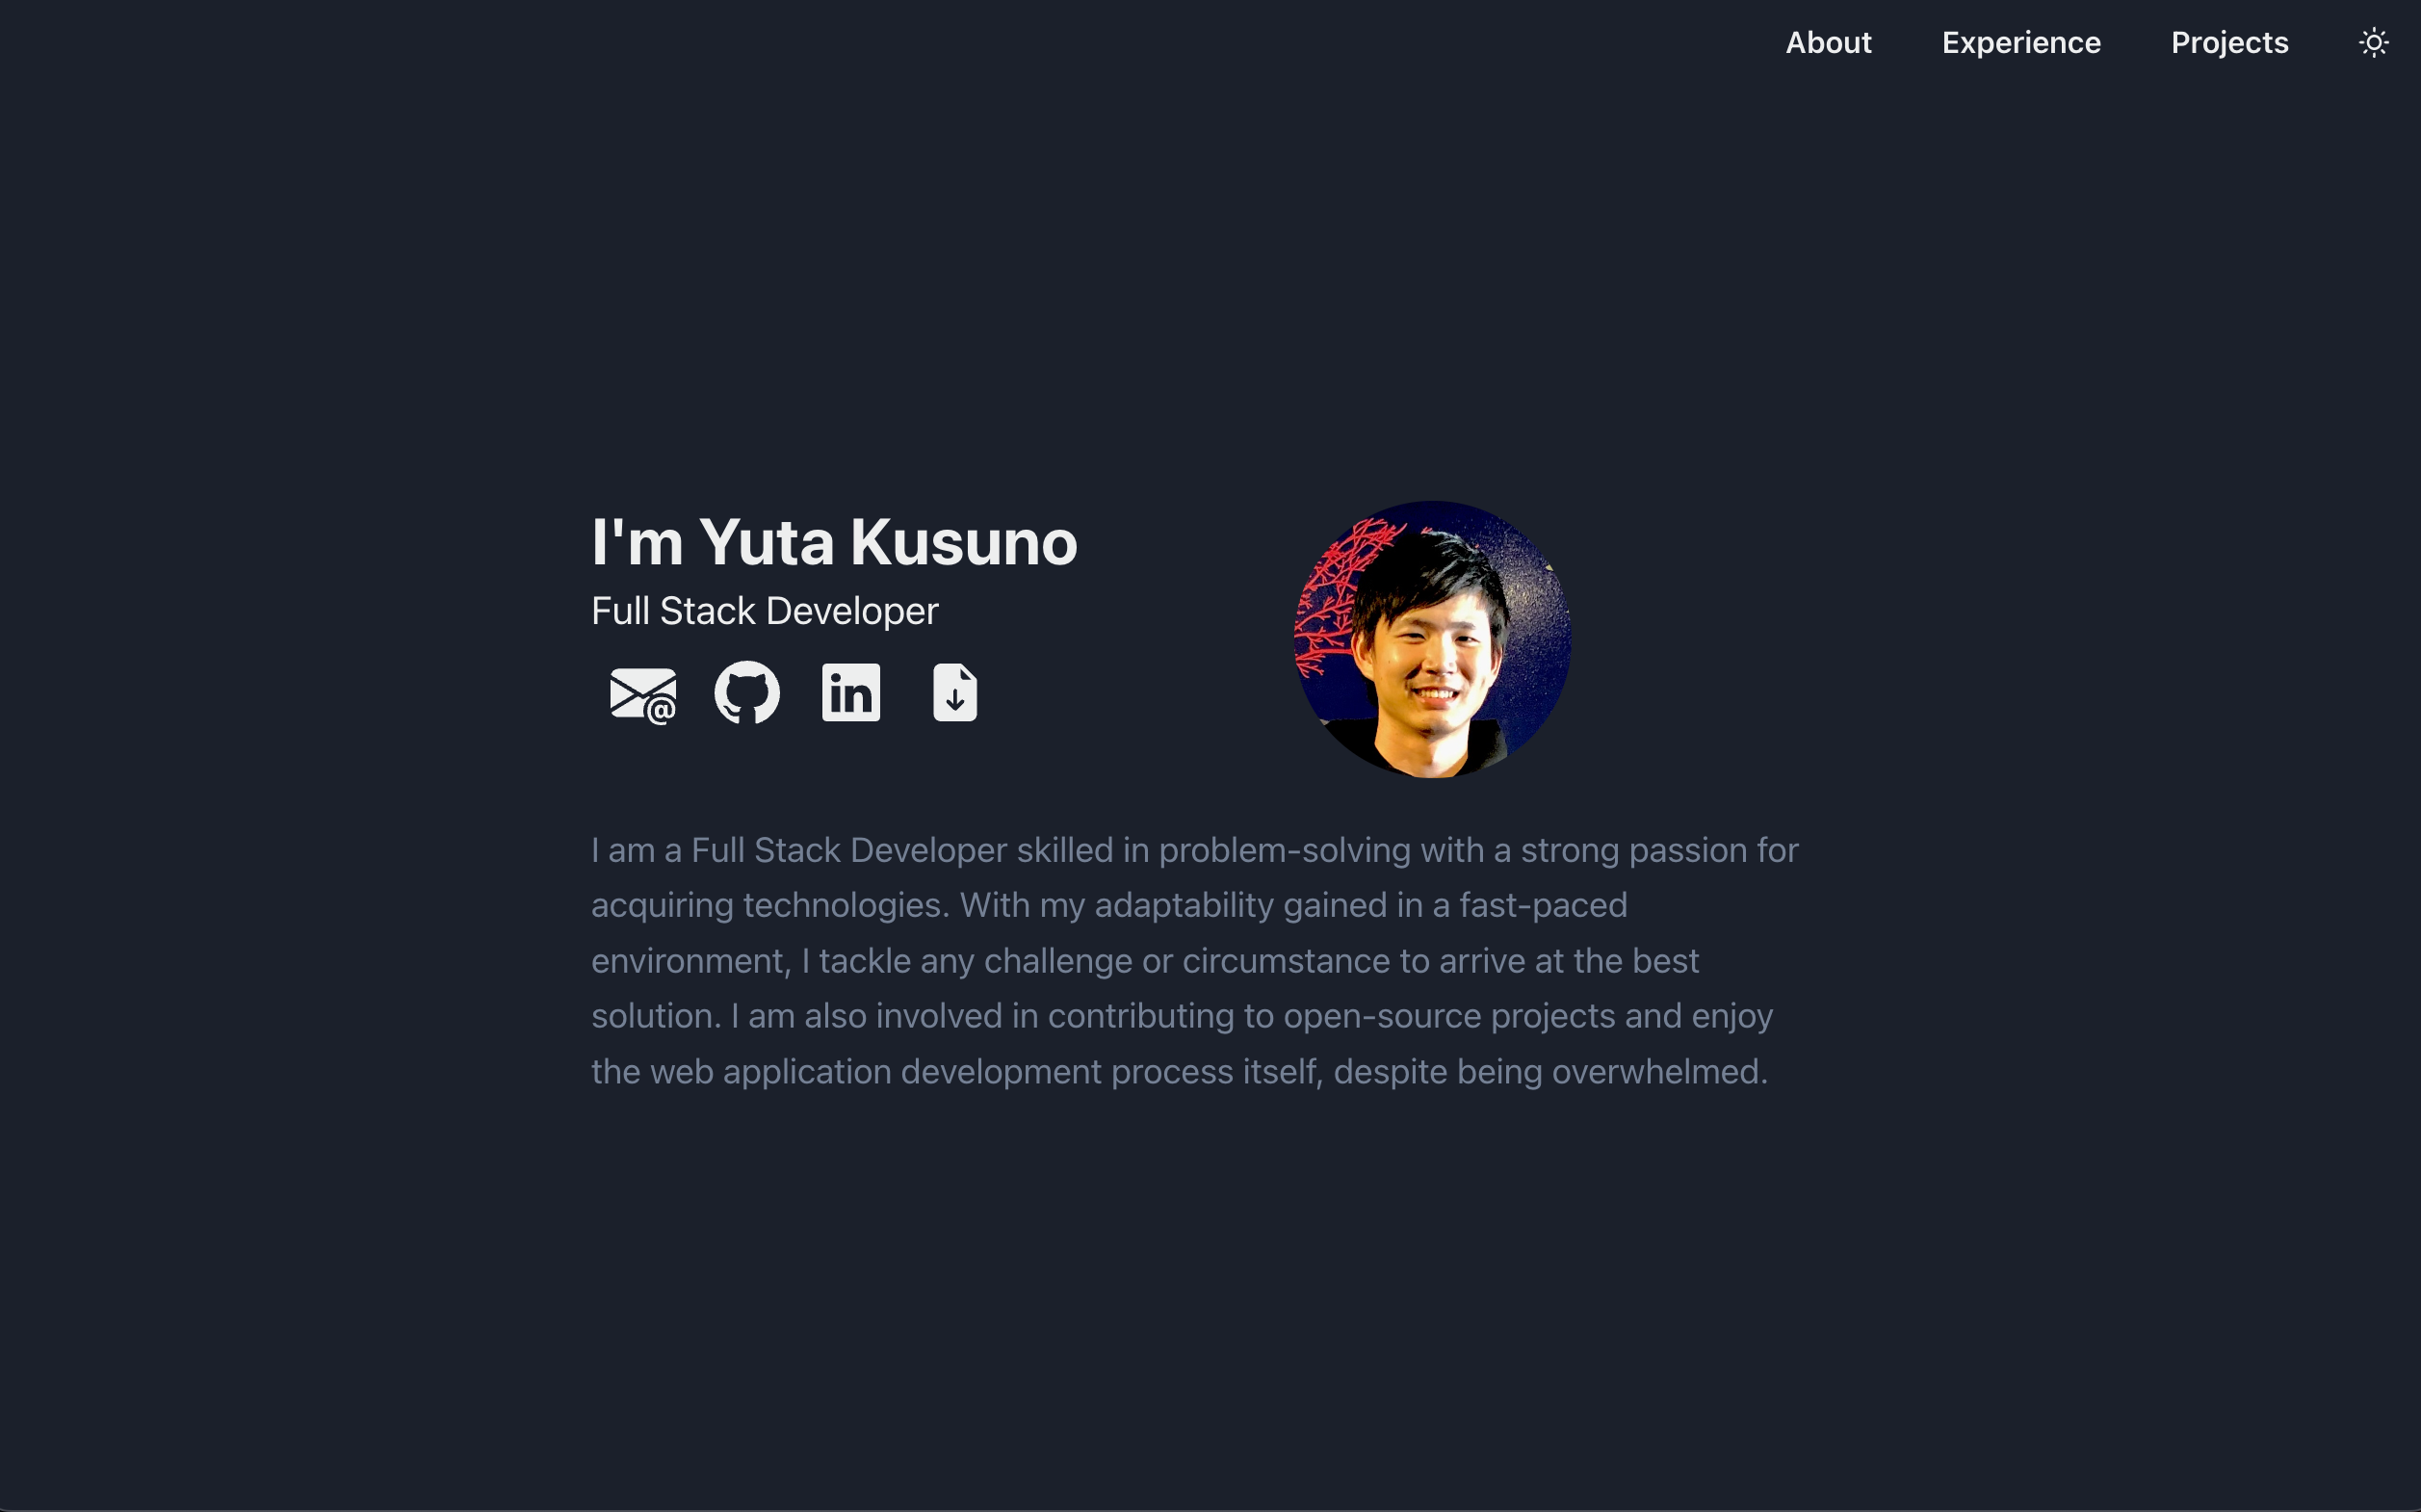 About Experience Projects
I'm Yuta Kusuno
Full Stack Developer
I am a Full Stack Developer skilled in problem-solving with a strong passion for
acquiring technologies. With my adaptability gained in a fast-paced
environment, I tackle any challenge or circumstance to arrive at the best
solution. I am also involved in contributing to open-source projects and enjoy
the web application development process itself, despite being overwhelmed.